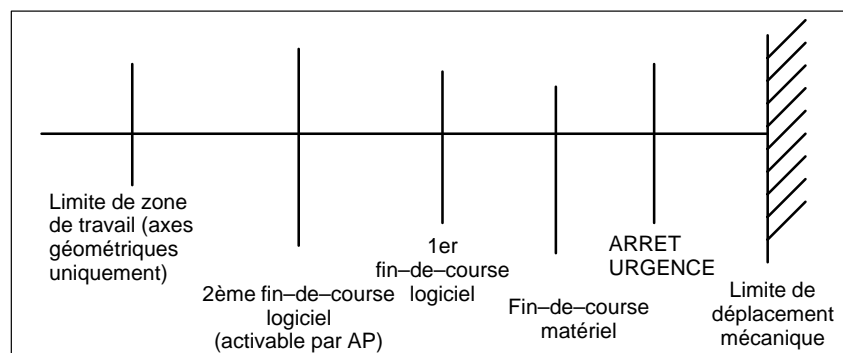 Limite de zone
de travail (axes
géométriques
uniquement)
2ème fin–de–course
logiciel
(activable par AP)
1er
fin–de–course
logiciel
Fin–de–course
matériel
ARRET
URGENCE
Limite de
déplacement
mécanique